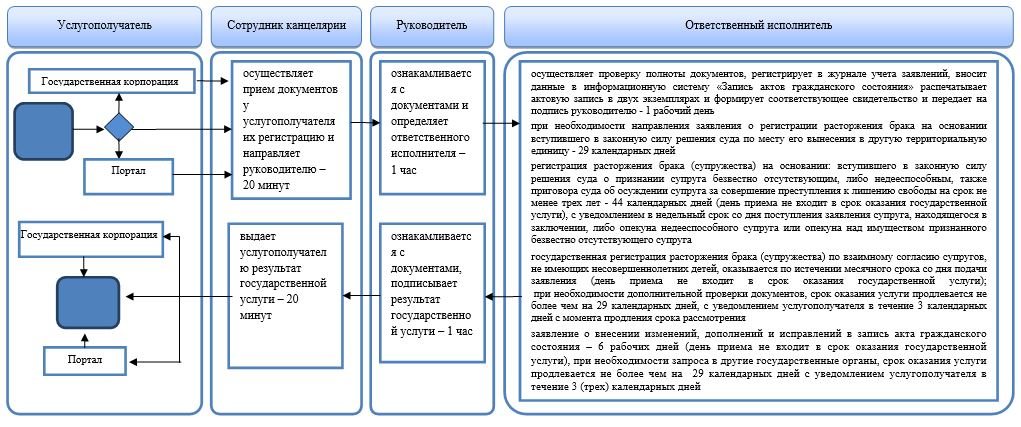 Услугополучатель
Сотрудник канцелярии
Руководитель
Ответственный исполнитель
Государственная корпорация
Портал
осуществляет
прием документов
у
услугополучателя
их регистрацию и
направляет
руководителю –
20 минут
ознакамливаетс
я с
документами и
определяет
ответственного
исполнителя –
1 час
осуществляет проверку полноты документов, регистрирует в журнале учета заявлений, вносит
данные в информационную систему «Запись актов гражданского состояния» распечатывает
актовую запись в двух экземплярах и формирует соответствующее свидетельство и передает на
подпись руководителю - 1 рабочий день
при необходимости направления заявления о регистрации расторжения брака на основании
вступившего в законную силу решения суда по месту его вынесения в другую территориальную
единицу - 29 календарных дней
регистрация расторжения брака (супружества) на основании: вступившего в законную силу
решения суда о признании супруга безвестно отсутствующим, либо недееспособным, также
приговора суда об осуждении супруга за совершение преступления к лишению свободы на срок не
менее трех лет - 44 календарных дней (день приема не входит в срок оказания государственной
услуги), с уведомлением в недельный срок со дня поступления заявления супруга, находящегося в
заключении, либо опекуна недееспособного супруга или опекуна над имуществом признанного
безвестно отсутствующего супруга
государственная регистрация расторжения брака (супружества) по взаимному согласию супругов,
не имеющих несовершеннолетних детей, оказывается по истечении месячного срока со дня подачи
заявления (день приема не входит в срок оказания государственной услуги);
при необходимости дополнительной проверки документов, срок оказания услуги продлевается не
более чем на 29 календарных дней, с уведомлением услугополучателя в течение 3 календарных
дней с момента продления срока рассмотрения
заявление о внесении изменений, дополнений и исправлений в запись акта гражданского
состояния – 6 рабочих дней (день приема не входит в срок оказания государственной
услуги), при необходимости запроса в другие государственные органы, срок оказания услуги
продлевается не более чем на 29 календарных дней с уведомлением услугополучателя в
течение 3 (трех) календарных дней
Государственная корпорация
Портал
выдает
услугополучател
ю результат
государственной
услуги – 20
минут
ознакамливаетс
я с
документами,
подписывает
результат
государственно
й услуги – 1 час